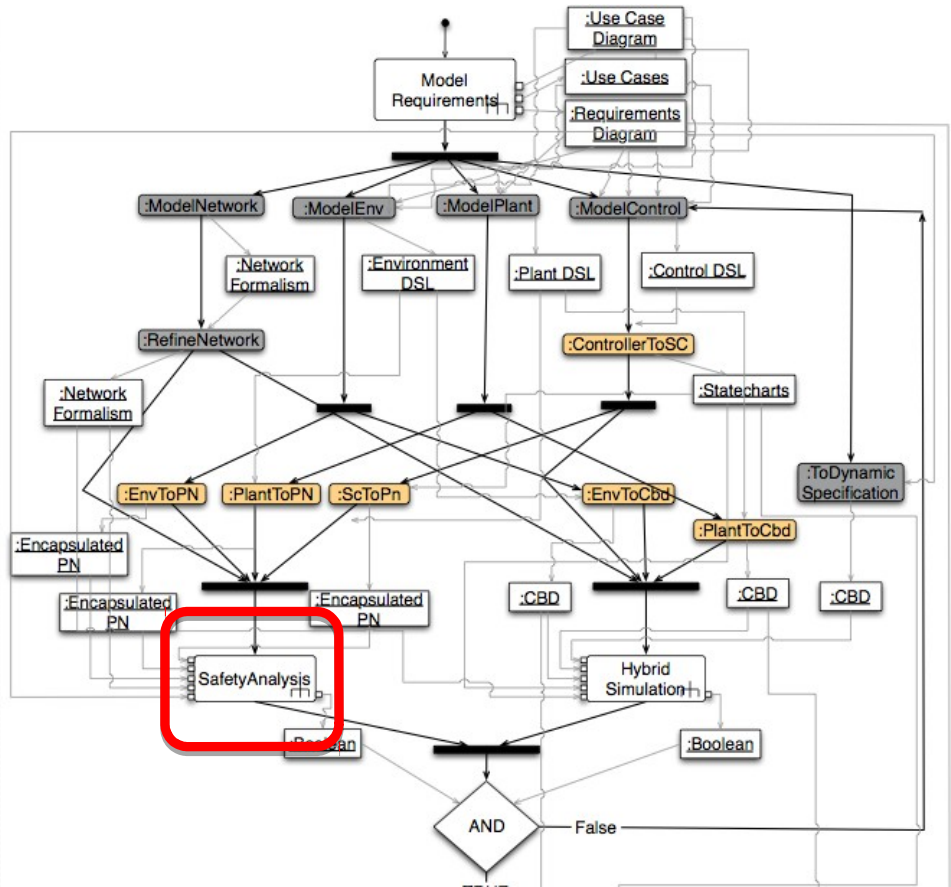 :Use Case
Diagram
Model
Requirements
:Use Cases
:Requirements
Diagram
:ModelNetwork
:ModelEnv
:ModelPlant
:ModelControl
:Network
Formalism
:Environment
DSL
:Plant DSL
:Control DSL
:RefineNetwork
:ControllerToSC
:Network
Formalism
:Statecharts
:EnvToPN
:PlantToPN
:ScToPn
:EnvToCbd
:ToDynamic
Specification
:PlantToCbd
:Encapsulated
PN
:Encapsulated
PN
:Encapsulated
PN
:CBD
:CBD
:CBD
SafetyAnalysis
Hybrid
Simulation
:Boolean
:Boolean
AND
False